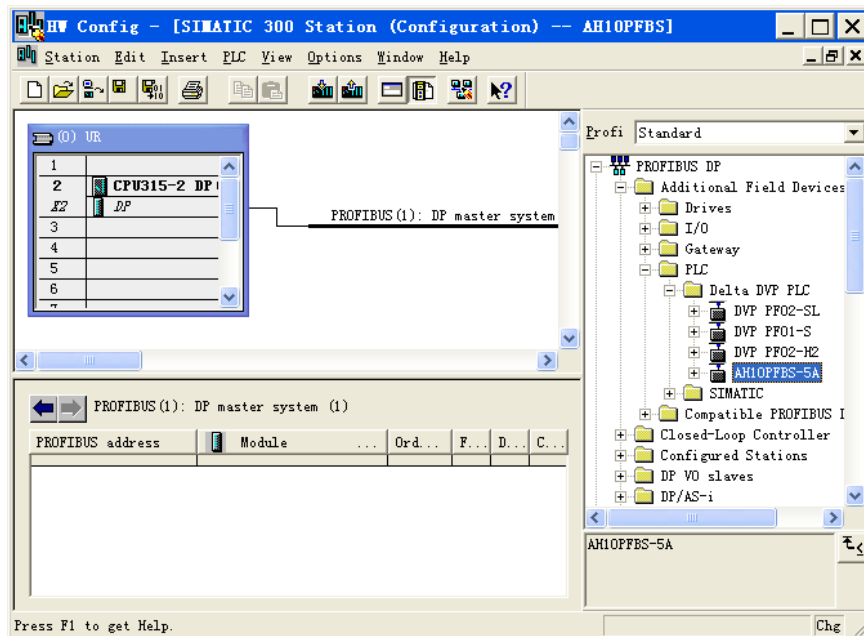 HW Config - [SIMATIC 300 Station (Configuration) -- AH10PFBS]
Station Edit Insert PLC View Options Window Help
(0) UR
1
2 CPU315-2 DP
X2 DP
3
4
5
6
7
PROFIBUS(1): DP master system
Profi Standard
PROFIBUS DP
Additional Field Devices
Drives
I/O
Gateway
PLC
Delta DVP PLC
DVP PF02-SL
DVP PF01-S
DVP PF02-H2
AH10PFBS-5A
SIMATIC
Compatible PROFIBUS
Closed-Loop Controller
Configured Stations
DP V0 slaves
DP/AS-i
PROFIBUS(1): DP master system (1)
PROFIBUS address Module ... Ord... F... D... C...
AH10PFBS-5A
Press F1 to get Help.
Chg